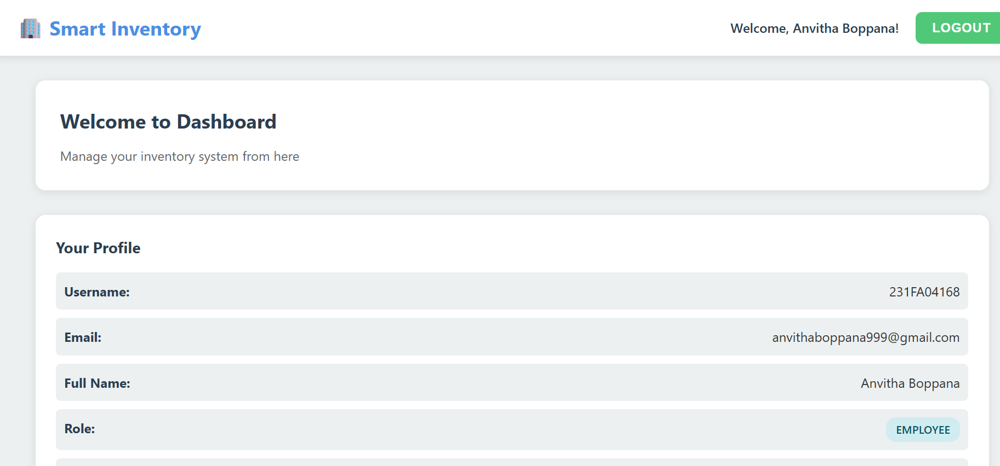 Smart Inventory
Welcome, Anvitha Boppana!
LOGOUT
Welcome to Dashboard
Manage your inventory system from here
Your Profile
Username: 231FA04168
Email: anvithaboppana999@gmail.com
Full Name: Anvitha Boppana
Role: EMPLOYEE